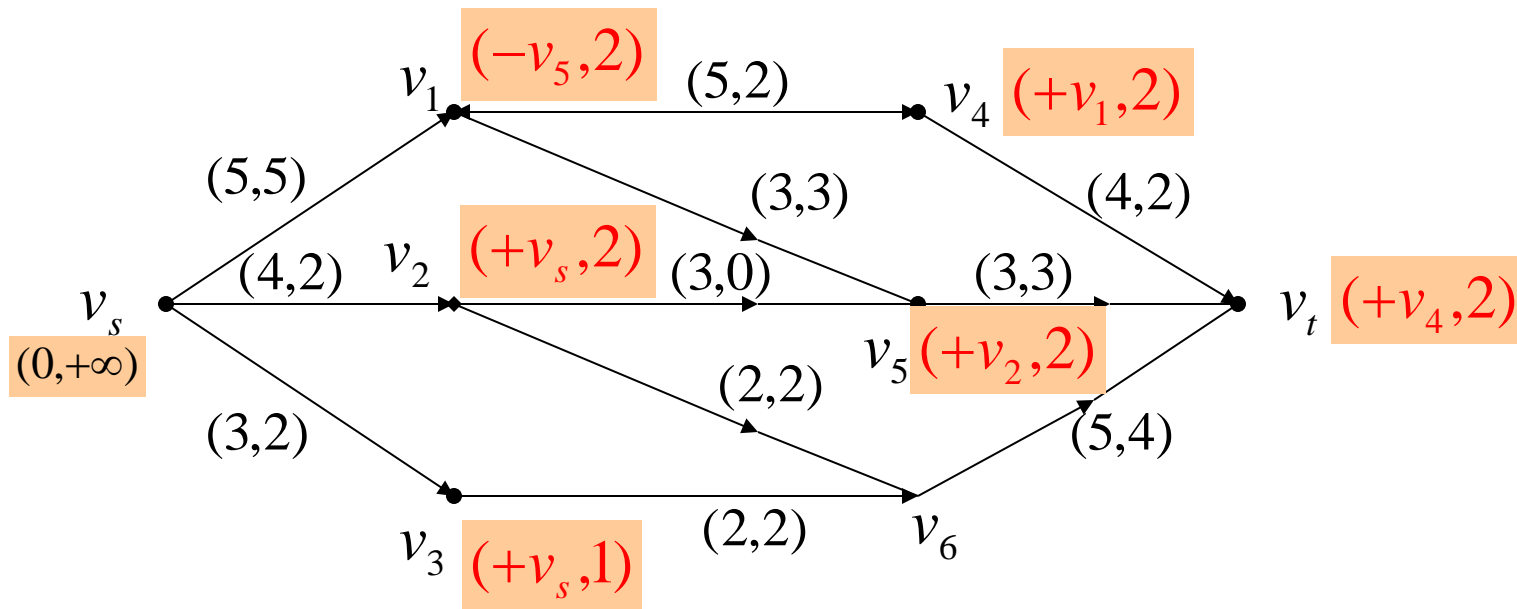 v₁ (−v₅,2)
(5,2)
v₄ (+v₁,2)
(5,5)
(3,3)
(4,2)
(4,2)
v₂ (+vₛ,2)
(3,0)
(3,3)
vₛ
(0,+∞)
vₜ (+v₄,2)
v₅ (+v₂,2)
(2,2)
(3,2)
(5,4)
v₃ (+vₛ,1)
(2,2)
v₆